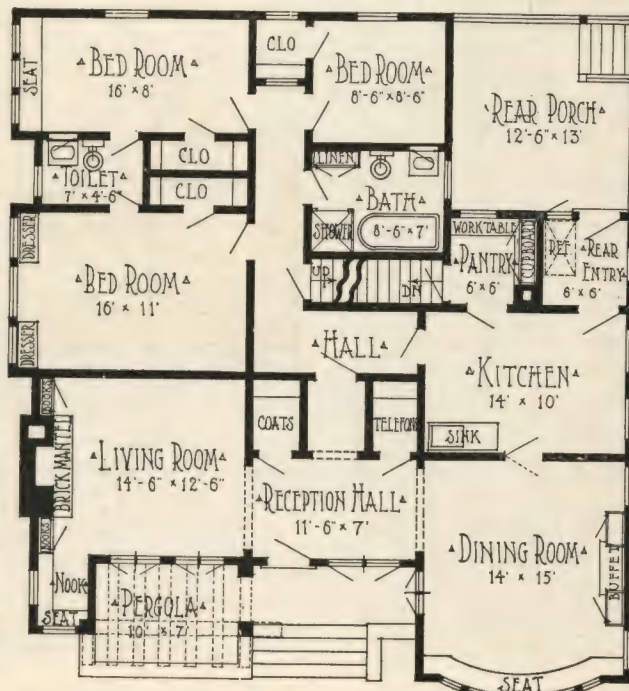 SEAT
BED ROOM
16' × 8'
CLO
BED ROOM
8'-6" × 8'-6"
REAR PORCH
12'-6" × 13'
TOILET
7' × 4'-6"
CLO
CLO
LINEN
BATH
8'-6" × 7'
SHOWER
DRESSER
BED ROOM
16' × 11'
DRESSER
UP
DN
WORK TABLE
CUPBOARD
PANTRY
6' × 6'
REF.
REAR
ENTRY
6' × 6'
HALL
KITCHEN
14' × 10'
SINK
COATS
TELEFONE
BOOKS
BRICK MANTEL
LIVING ROOM
14'-6" × 12'-6"
BOOKS
RECEPTION HALL
11'-6" × 7'
DINING ROOM
14' × 15'
BUFFET
NOOK
SEAT
PERGOLA
10' × 7'
SEAT